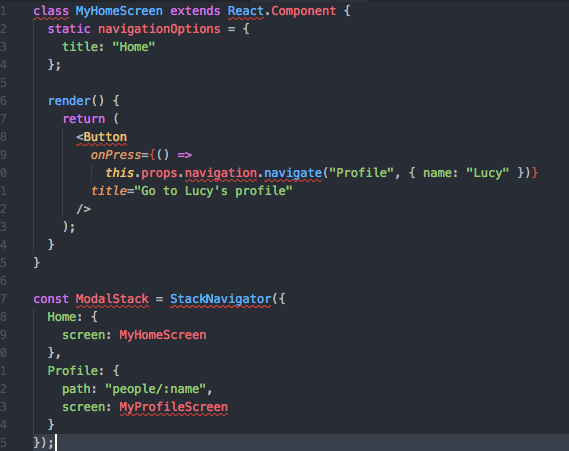 1 class MyHomeScreen extends React.Component {
2 static navigationOptions = {
3 title: "Home"
4 };
5
6 render() {
7 return (
8 <Button
9 onPress={() =>
0 this.props.navigation.navigate("Profile", { name: "Lucy" })}
1 title="Go to Lucy's profile"
2 />
3 );
4 }
5 }
6
7 const ModalStack = StackNavigator({
8 Home: {
9 screen: MyHomeScreen
0 },
1 Profile: {
2 path: "people/:name",
3 screen: MyProfileScreen
4 }
5 });